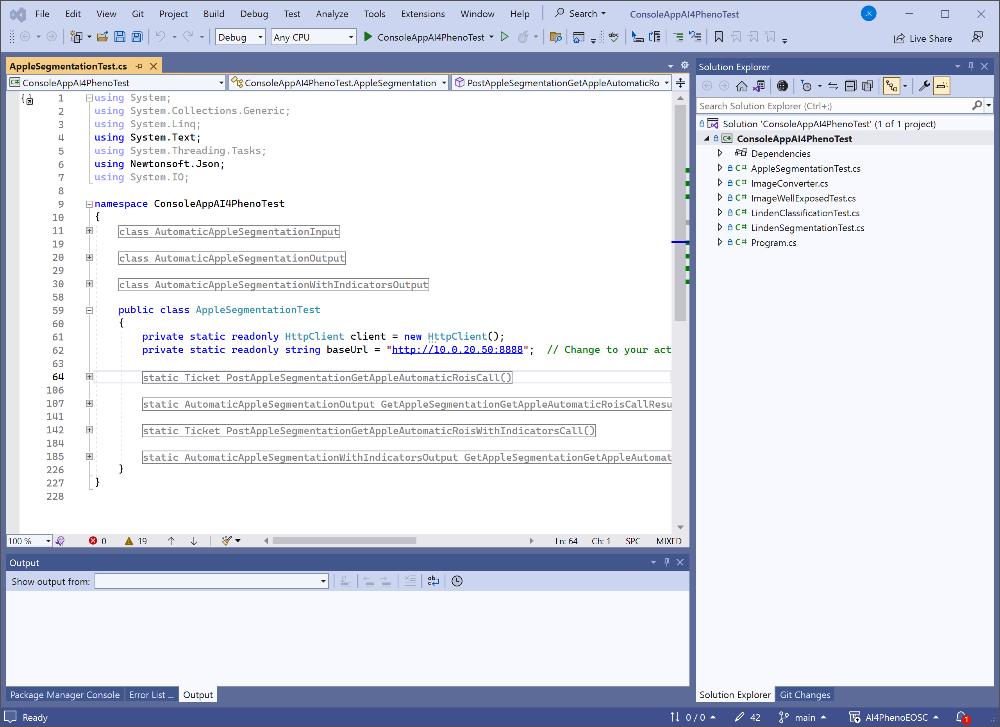 File Edit View Git Project Build Debug Test Analyze Tools Extensions Window Help Search ConsoleAppAI4PhenoTest JK
Debug Any CPU ConsoleAppAI4PhenoTest abc Live Share
AppleSegmentationTest.cs
C# ConsoleAppAI4PhenoTest ConsoleAppAI4PhenoTest.AppleSegmentation PostAppleSegmentationGetAppleAutomaticRo
1 using System;
2 using System.Collections.Generic;
3 using System.Linq;
4 using System.Text;
5 using System.Threading.Tasks;
6 using Newtonsoft.Json;
7 using System.IO;
8
9 namespace ConsoleAppAI4PhenoTest
10 {
11 class AutomaticAppleSegmentationInput
19
20 class AutomaticAppleSegmentationOutput
29
30 class AutomaticAppleSegmentationWithIndicatorsOutput
58
59 public class AppleSegmentationTest
60 {
61 private static readonly HttpClient client = new HttpClient();
62 private static readonly string baseUrl = "http://10.0.20.50:8888"; // Change to your act
63
64 static Ticket PostAppleSegmentationGetAppleAutomaticRoisCall()
106
107 static AutomaticAppleSegmentationOutput GetAppleSegmentationGetAppleAutomaticRoisCallResu
141
142 static Ticket PostAppleSegmentationGetAppleAutomaticRoisWithIndicatorsCall()
184
185 static AutomaticAppleSegmentationWithIndicatorsOutput GetAppleSegmentationGetAppleAutomat
226 }
227 }
228
100 % 0 19 Ln: 64 Ch: 1 SPC MIXED
Output
Show output from:
Package Manager Console Error List ... Output
Solution Explorer
Search Solution Explorer (Ctrl+;)
Solution 'ConsoleAppAI4PhenoTest' (1 of 1 project)
C# ConsoleAppAI4PhenoTest
Dependencies
C# AppleSegmentationTest.cs
C# ImageConverter.cs
C# ImageWellExposedTest.cs
C# LindenClassificationTest.cs
C# LindenSegmentationTest.cs
C# Program.cs
Solution Explorer Git Changes
Ready 0 / 0 42 main AI4PhenoEOSC 1